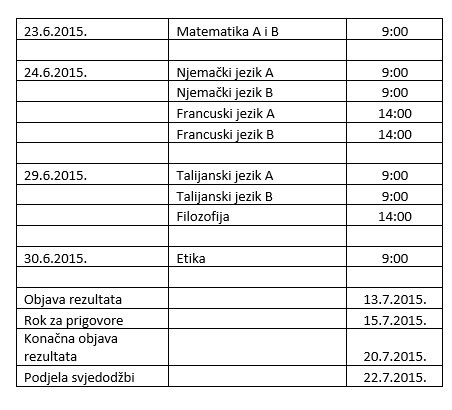 23.6.2015. Matematika A i B 9:00
24.6.2015. Njemački jezik A 9:00
Njemački jezik B 9:00
Francuski jezik A 14:00
Francuski jezik B 14:00
29.6.2015. Talijanski jezik A 9:00
Talijanski jezik B 9:00
Filozofija 14:00
30.6.2015. Etika 9:00
Objava rezultata 13.7.2015.
Rok za prigovore 15.7.2015.
Konačna objava
rezultata 20.7.2015.
Podjela svjedodžbi 22.7.2015.